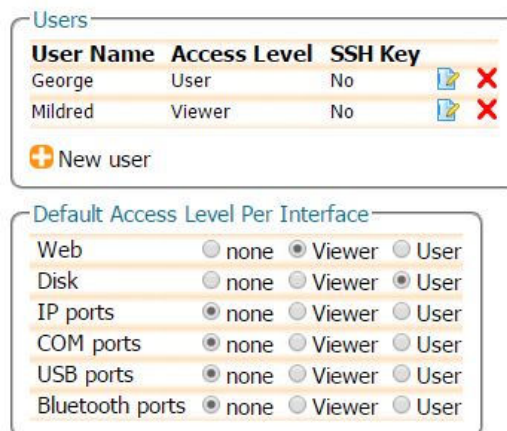 Users
User Name Access Level SSH Key
George User No
Mildred Viewer No
New user
Default Access Level Per Interface
Web none Viewer User
Disk none Viewer User
IP ports none Viewer User
COM ports none Viewer User
USB ports none Viewer User
Bluetooth ports none Viewer User